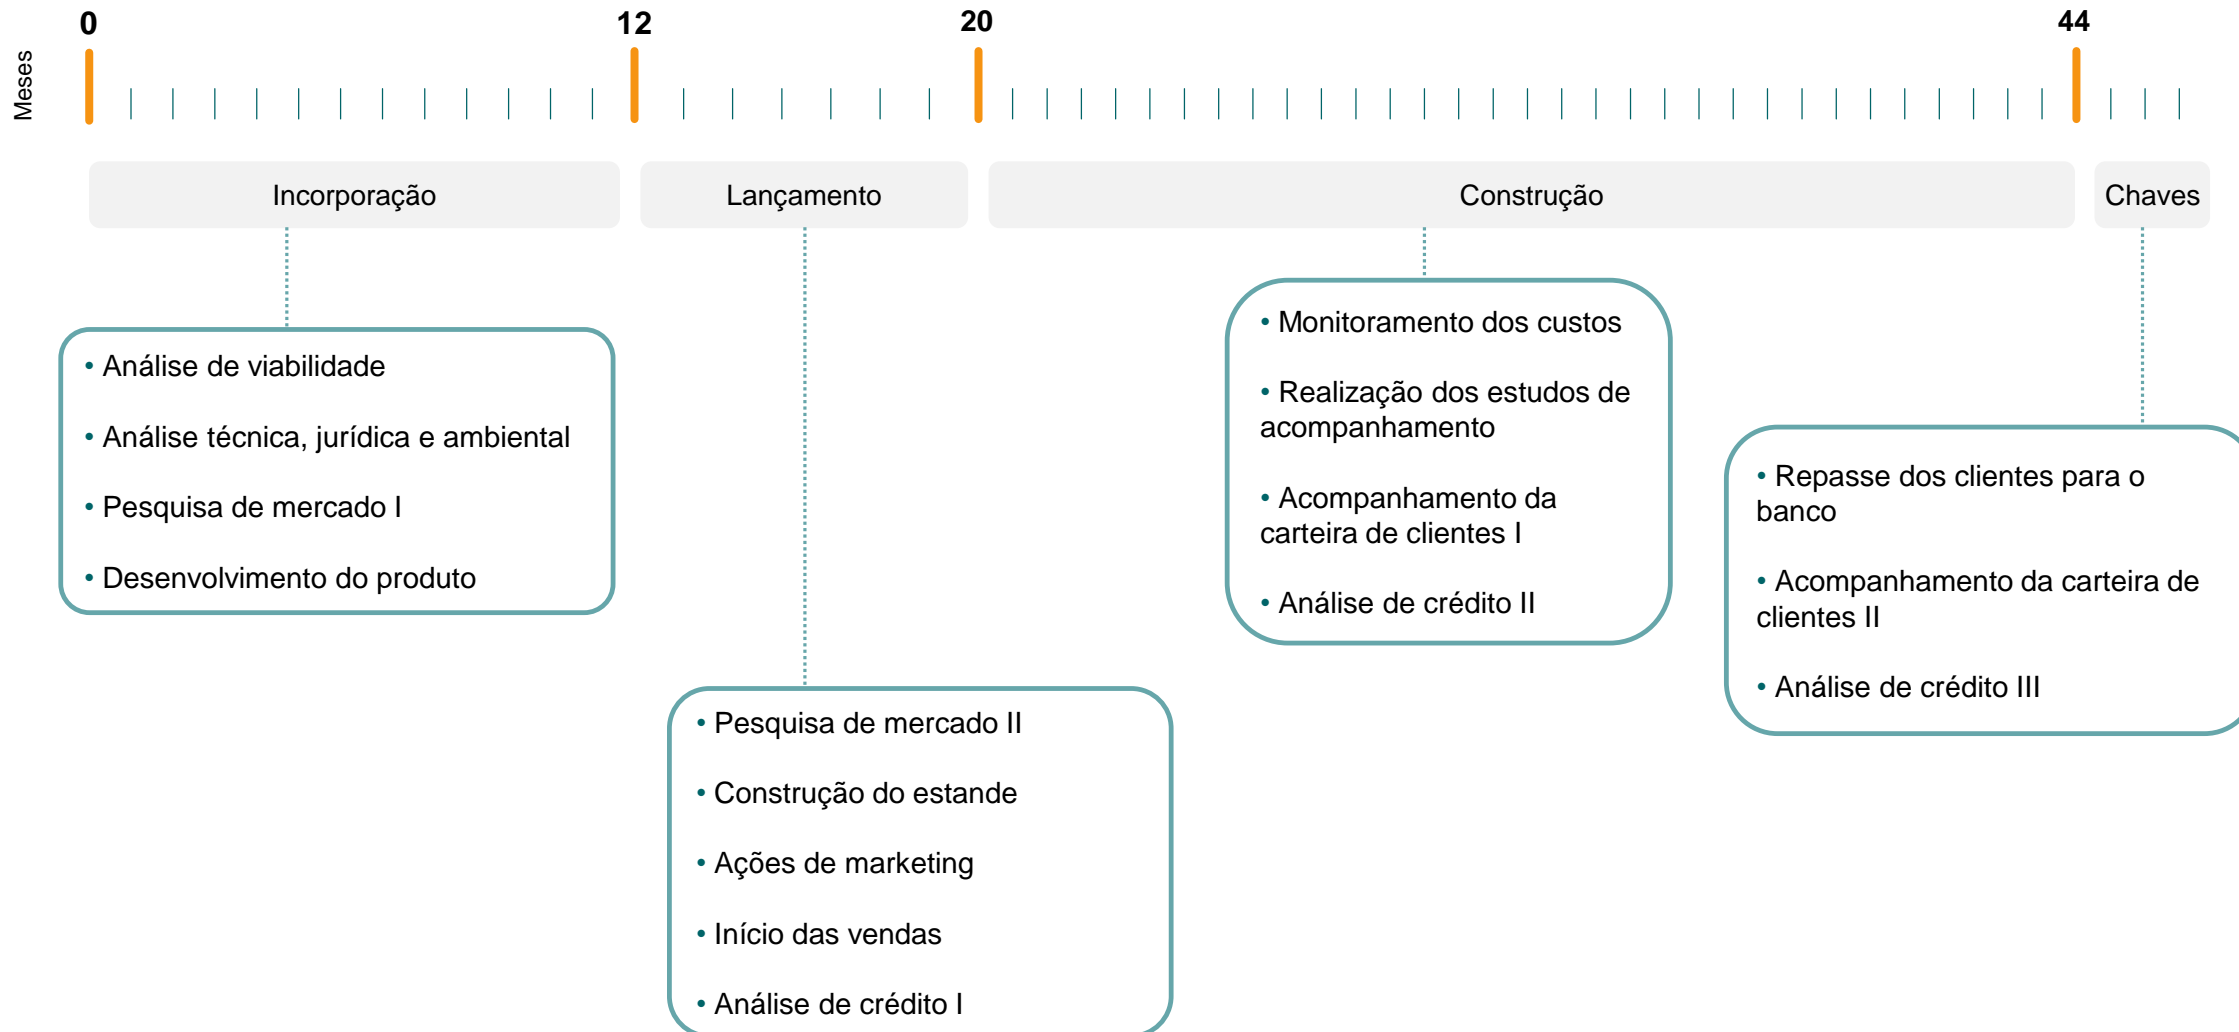 0
12
20
44
Meses
Incorporação
Lançamento
Construção
Chaves
• Análise de viabilidade
• Análise técnica, jurídica e ambiental
• Pesquisa de mercado I
• Desenvolvimento do produto
• Pesquisa de mercado II
• Construção do estande
• Ações de marketing
• Início das vendas
• Análise de crédito I
• Monitoramento dos custos
• Realização dos estudos de
acompanhamento
• Acompanhamento da
carteira de clientes I
• Análise de crédito II
• Repasse dos clientes para o
banco
• Acompanhamento da carteira de
clientes II
• Análise de crédito III